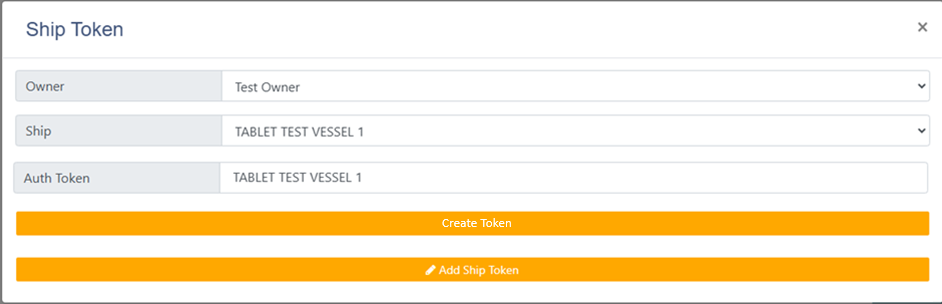 Ship Token
×
Owner
Test Owner
Ship
TABLET TEST VESSEL 1
Auth Token
TABLET TEST VESSEL 1
Create Token
Add Ship Token